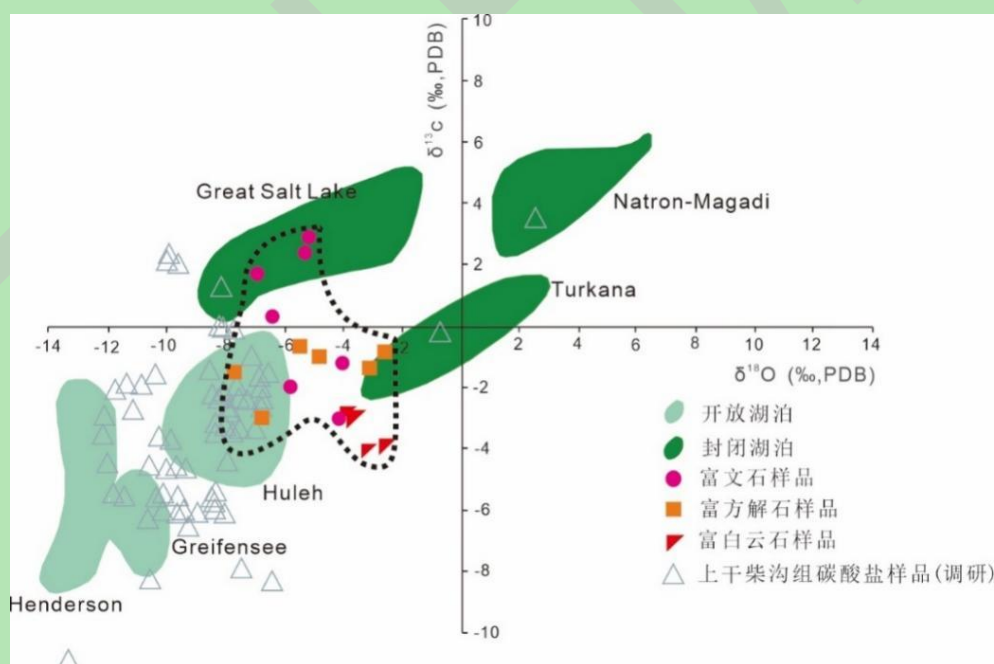 10
δ¹³c (‰,PDB)
8
6
Great Salt Lake
4
Natron-Magadi
2
Turkana
-14
-12
-10
-8
-6
-4
-2
2
4
6
8
10
12
14
δ¹⁸O (‰,PDB)
-2
开放湖泊
-4
封闭湖泊
富文石样品
Huleh
-6
富方解石样品
Greifensee
富白云石样品
-8
上干柴沟组碳酸盐样品(调研)
Henderson
-10